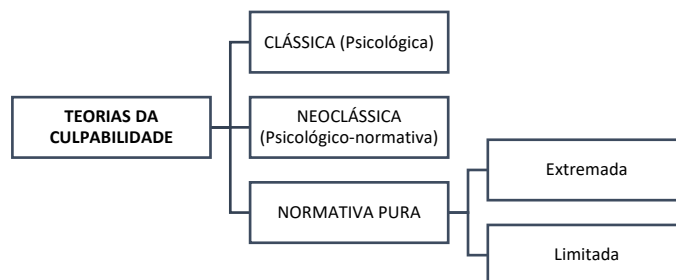 CLÁSSICA (Psicológica)
TEORIAS DA
CULPABILIDADE
NEOCLÁSSICA
(Psicológico-normativa)
NORMATIVA PURA
Extremada
Limitada